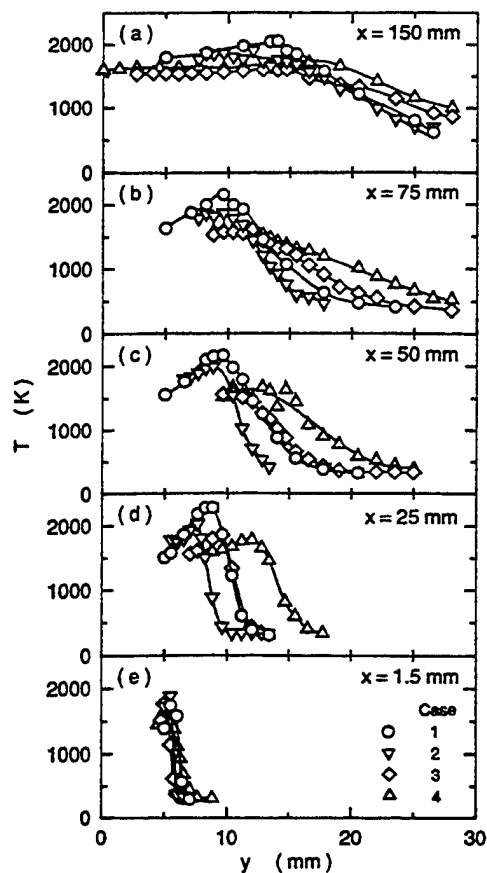 (a) x = 150 mm
2000
1000
0
(b) x = 75 mm
2000
1000
0
(c) x = 50 mm
2000
1000
0
T (K)
(d) x = 25 mm
2000
1000
0
(e) x = 1.5 mm
2000
1000
0
Case
1
2
3
4
0 10 20 30
y (mm)